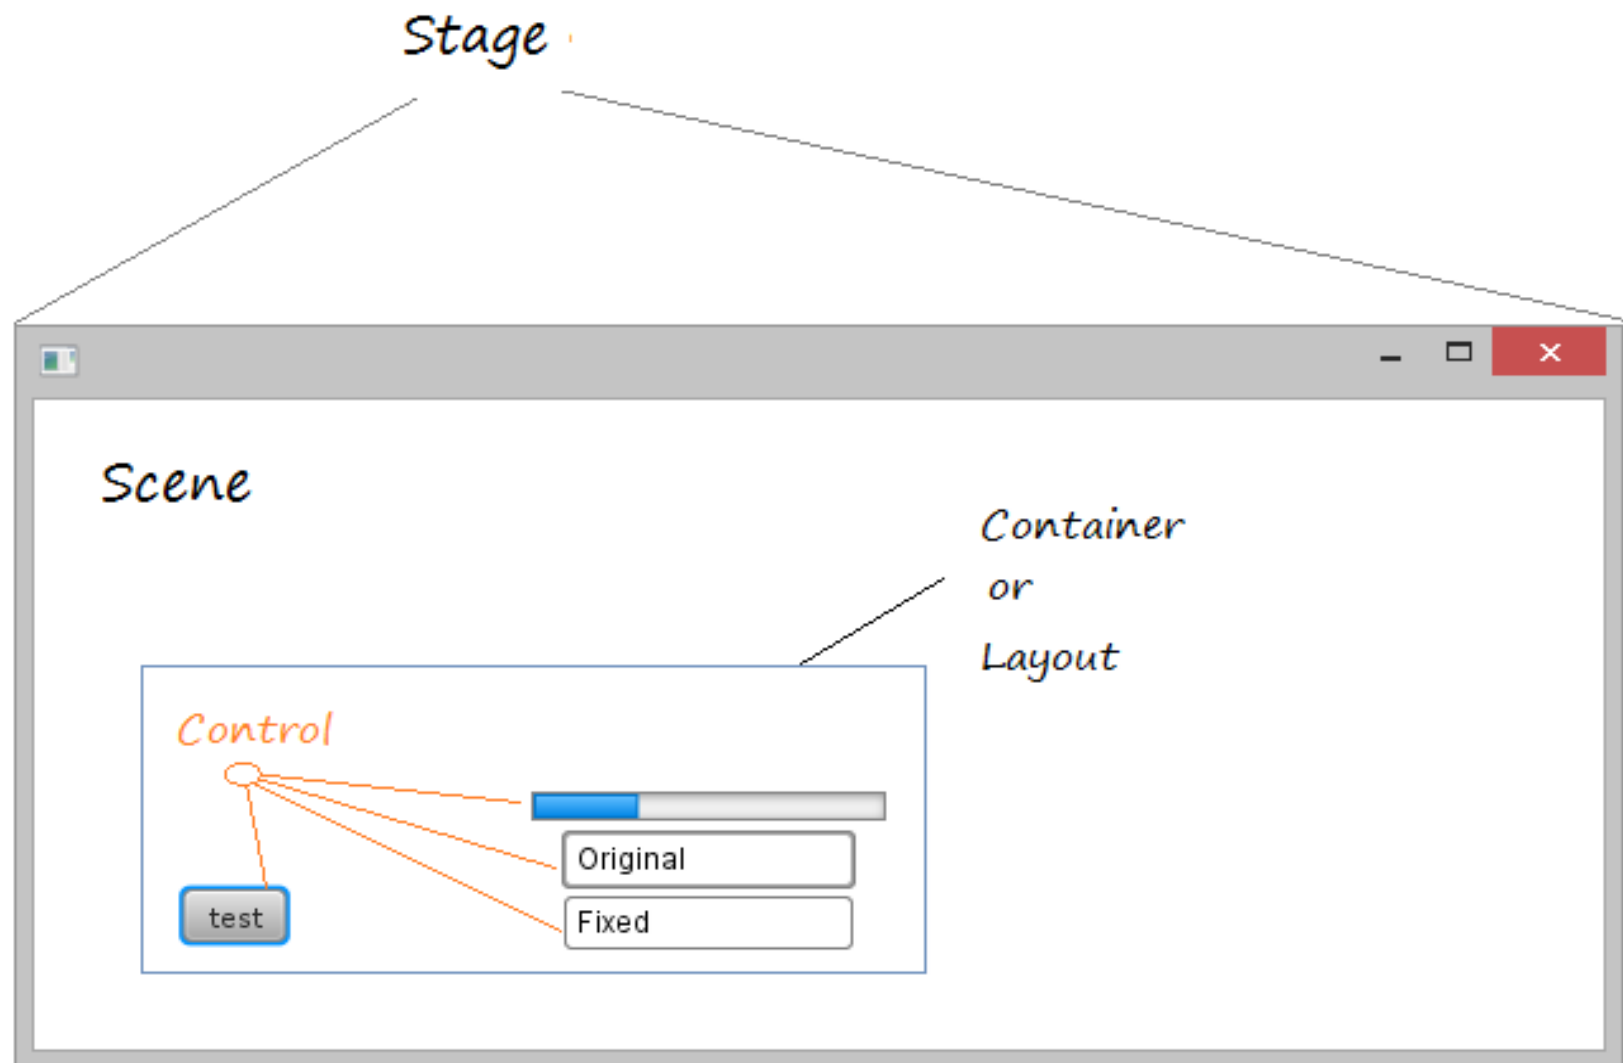 Stage
Scene
Container
or
Layout
Control
Original
test
Fixed